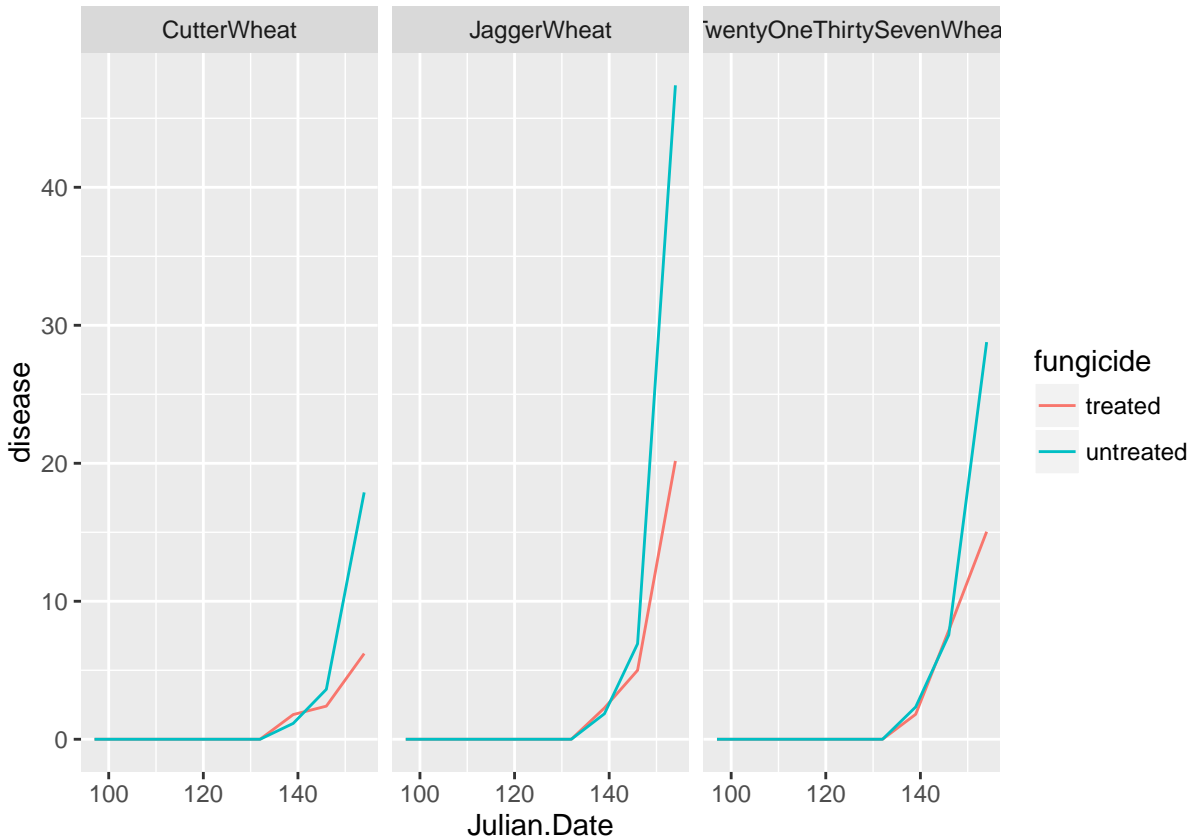 CutterWheat
JaggerWheat
wentyOneThirtySevenWhea
40
30
20
10
0
disease
100 120 140
100 120 140
100 120 140
Julian.Date
fungicide
treated
untreated